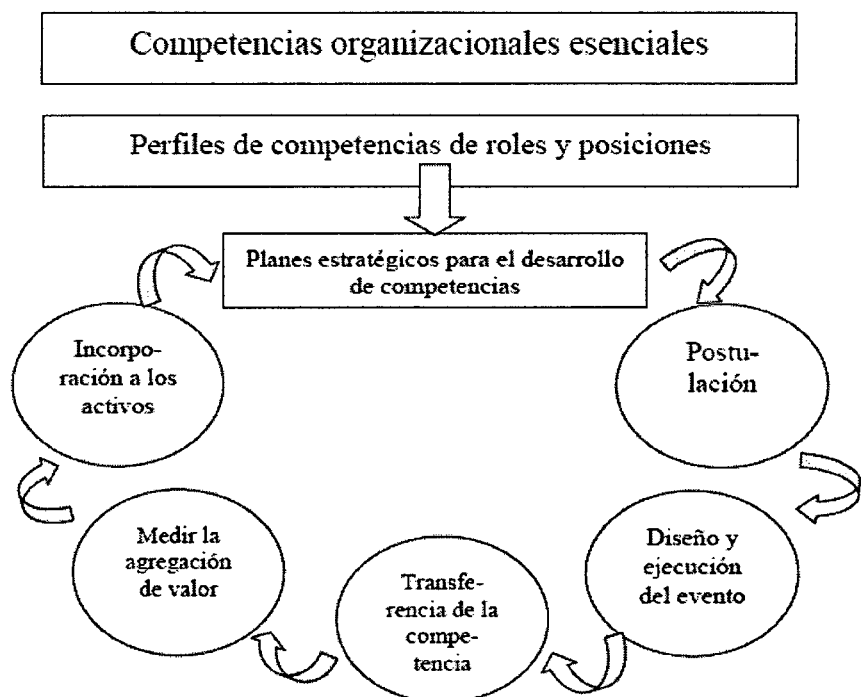 Competencias organizacionales esenciales
Perfiles de competencias de roles y posiciones
Planes estratégicos para el desarrollo
de competencias
Postu-
lación
Diseño y
ejecución
del evento
Transfe-
rencia de la
compe-
tencia
Medir la
agregación
de valor
Incorpo-
ración a los
activos